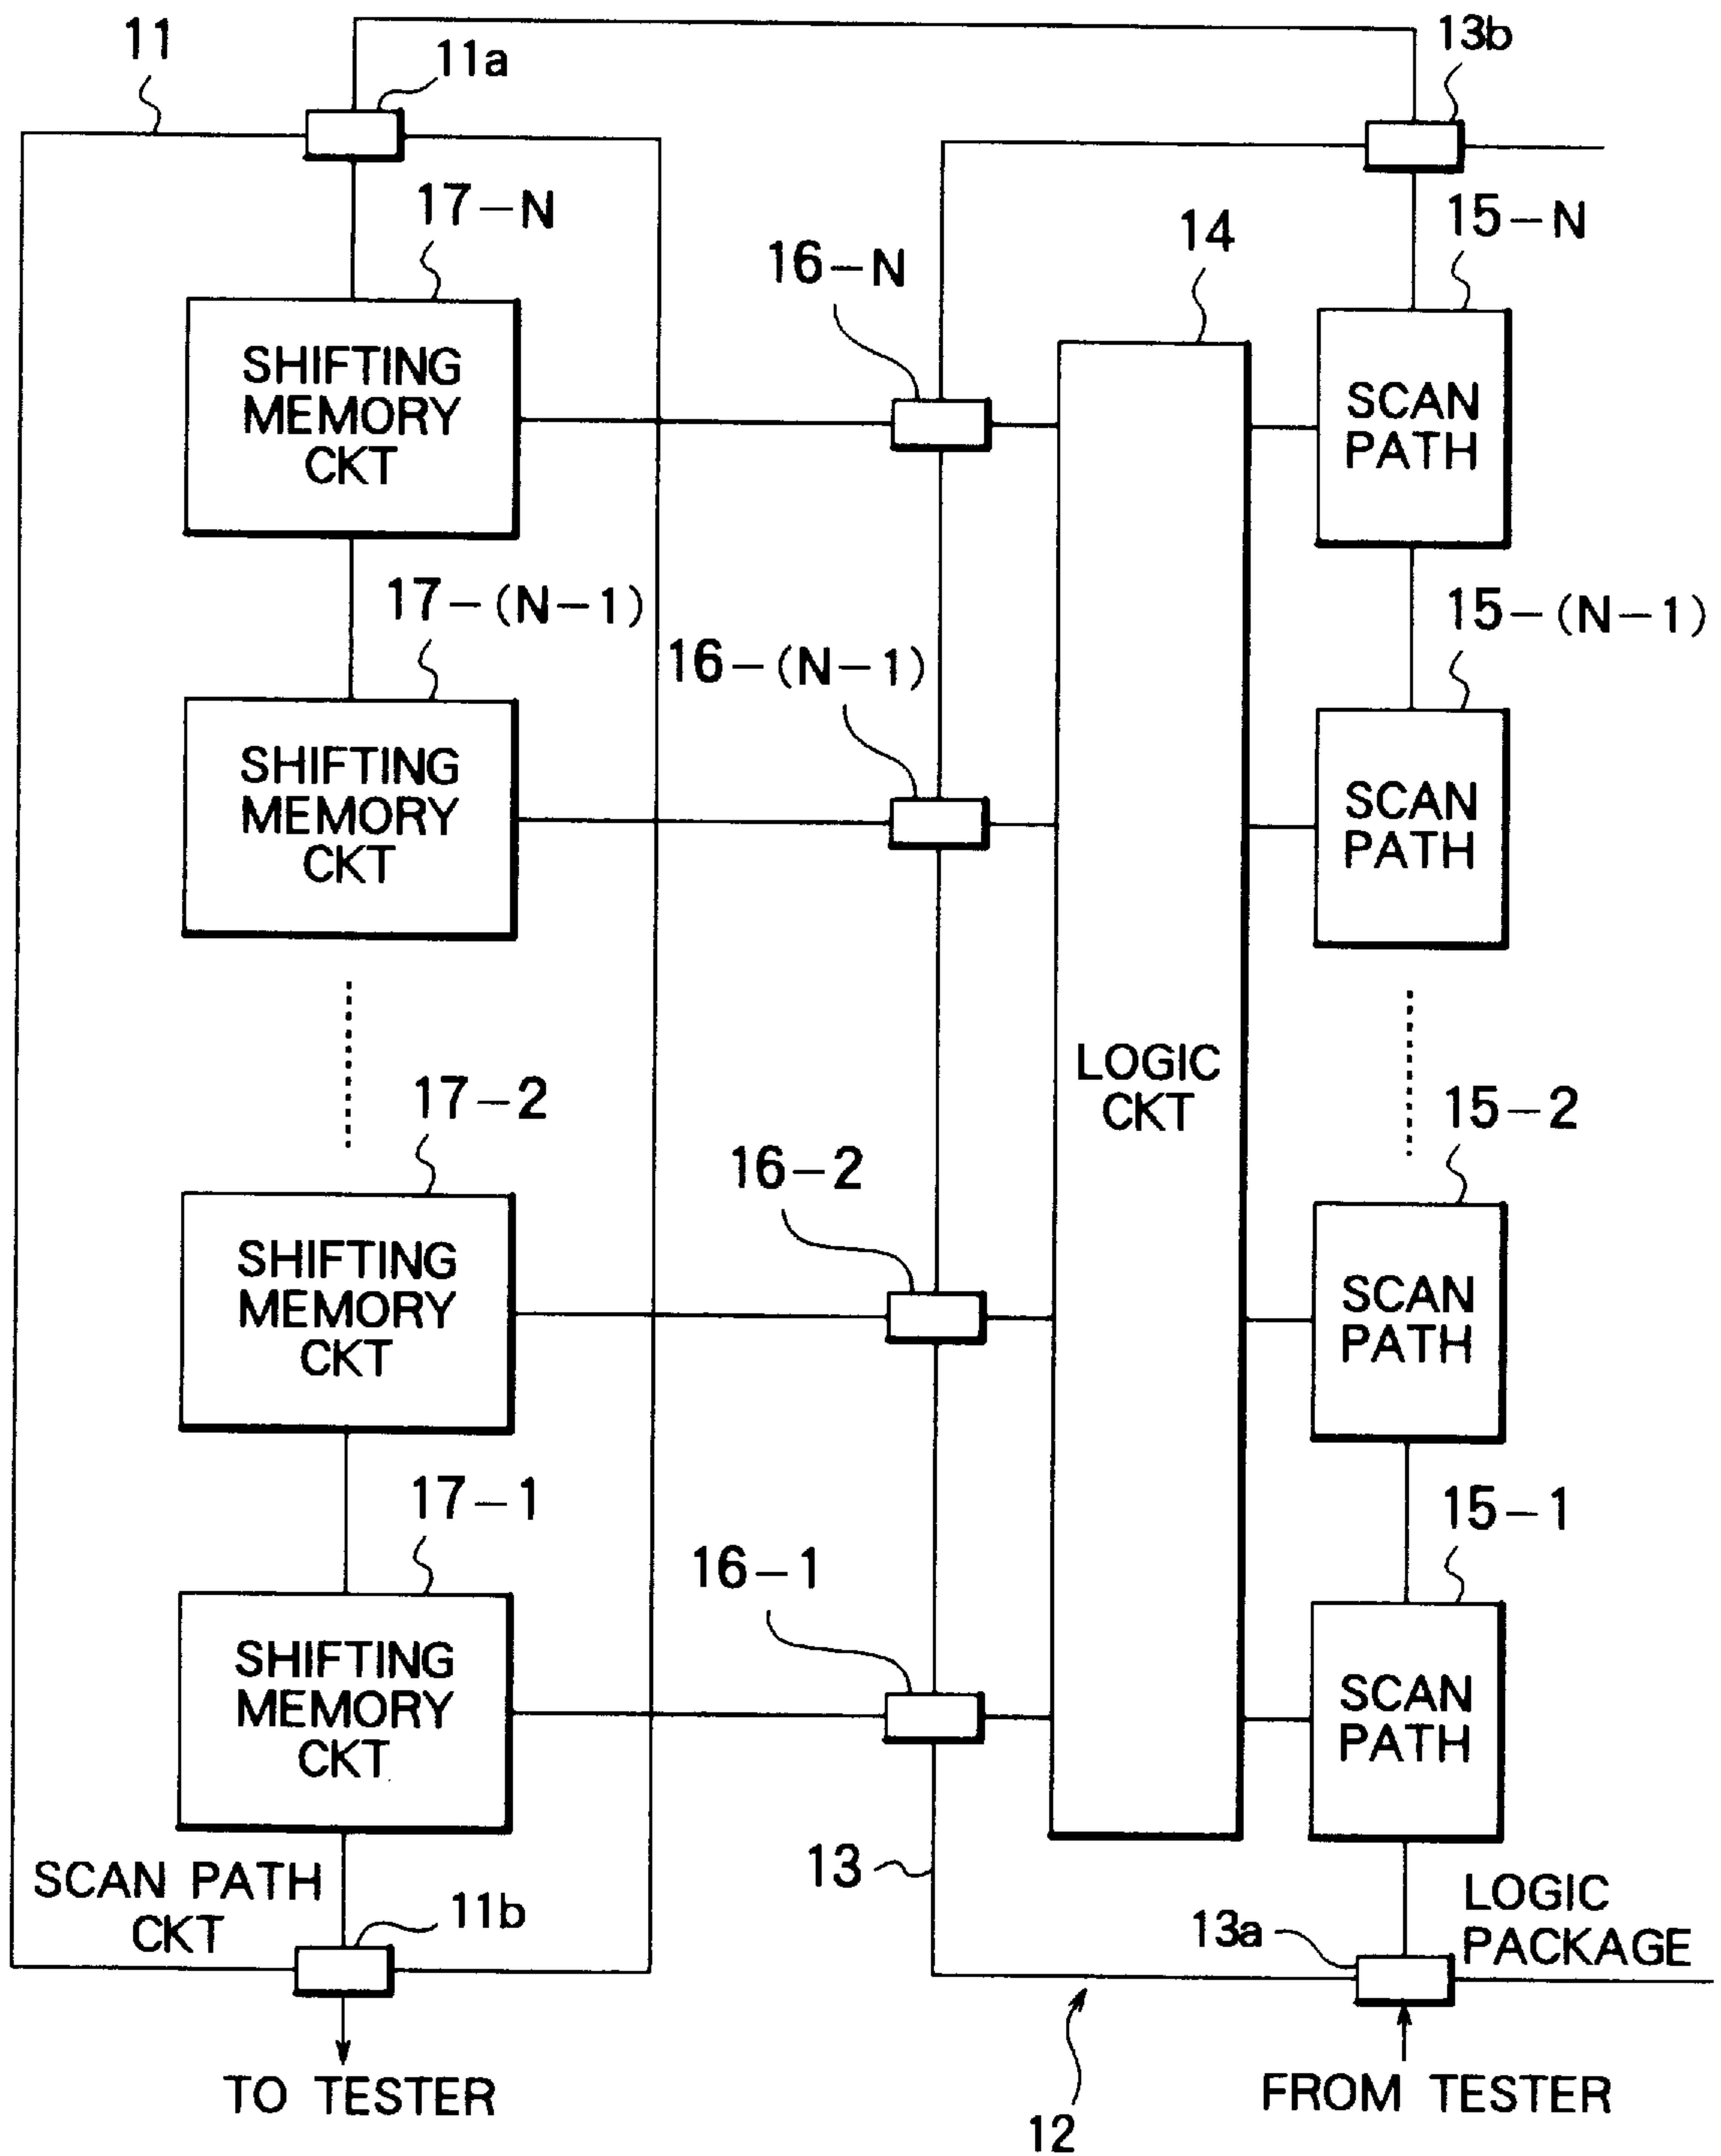 11
11a
13b
17-N
16-N
14
15-N
SHIFTING
MEMORY
CKT
SCAN
PATH
17-(N-1)
16-(N-1)
15-(N-1)
SHIFTING
MEMORY
CKT
SCAN
PATH
LOGIC
CKT
17-2
16-2
15-2
SHIFTING
MEMORY
CKT
SCAN
PATH
17-1
16-1
15-1
SHIFTING
MEMORY
CKT
SCAN
PATH
SCAN PATH
CKT
11b
13
13a
LOGIC
PACKAGE
TO TESTER
12
FROM TESTER